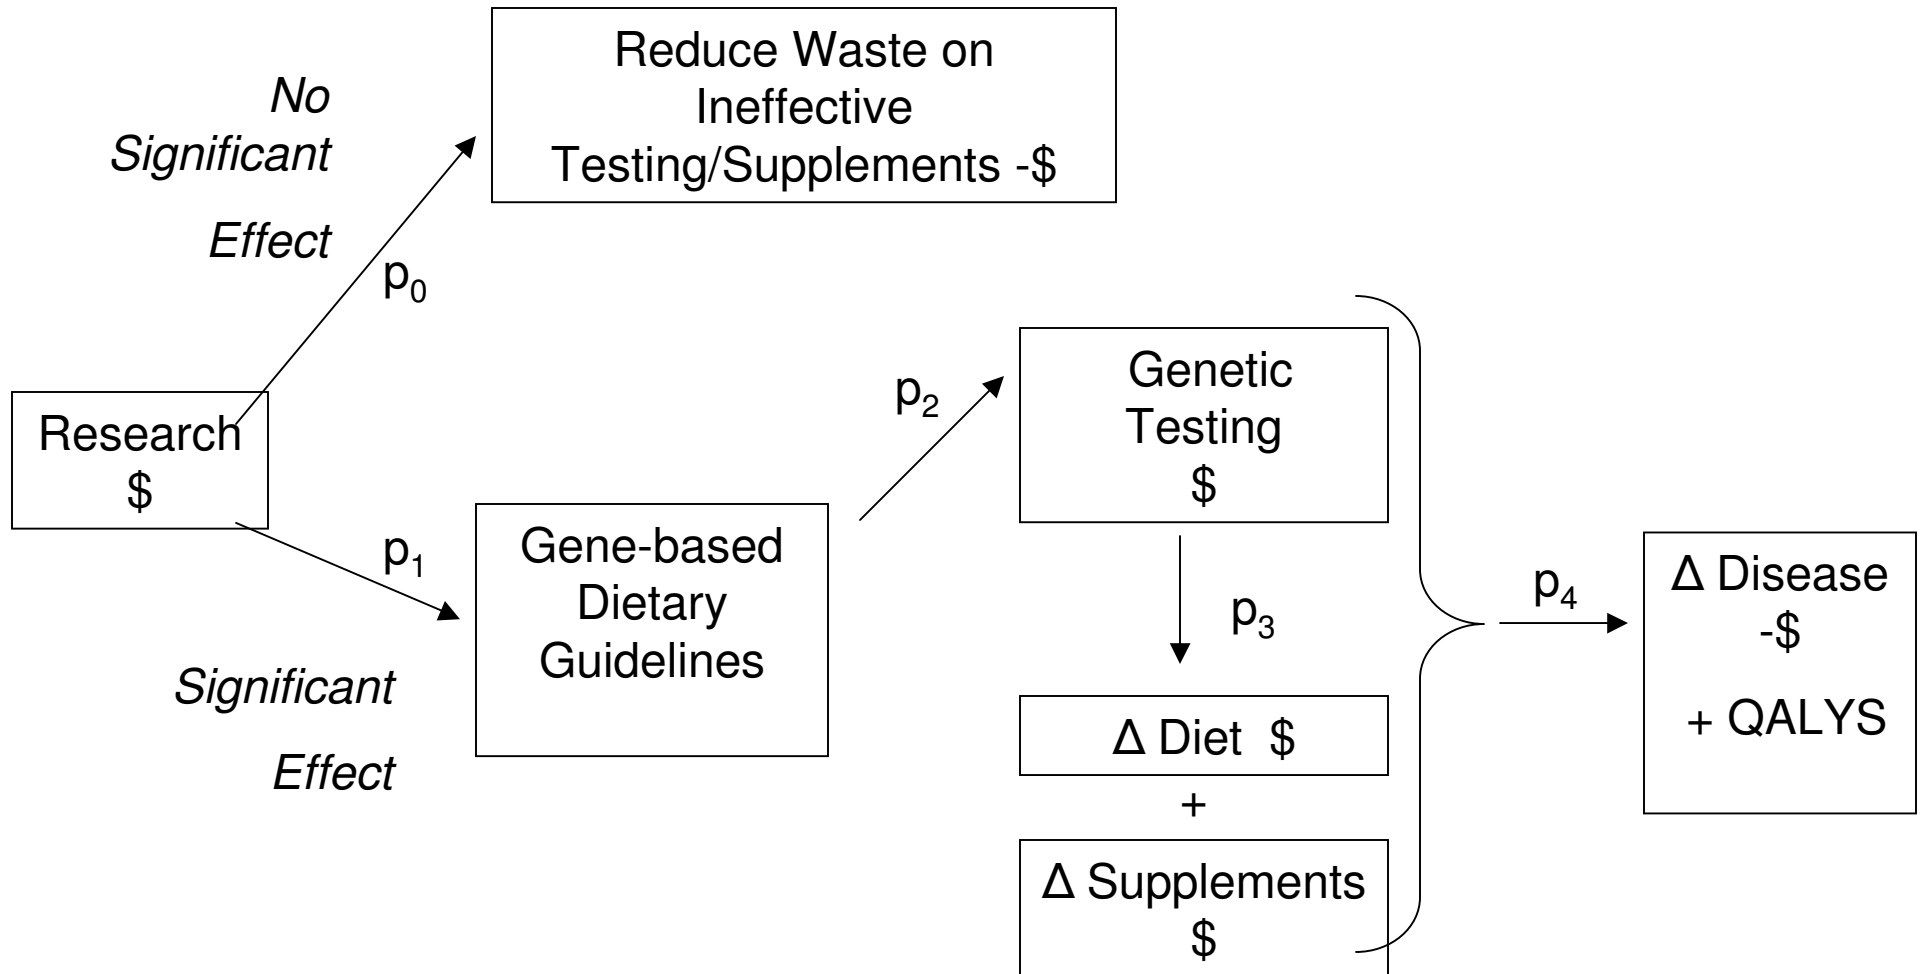 No
Significant
Effect
p₀
Reduce Waste on
Ineffective
Testing/Supplements -$
Research
$
p₁
Significant
Effect
Gene-based
Dietary
Guidelines
p₂
Genetic
Testing
$
p₃
Δ Diet $
+
Δ Supplements
$
p₄
Δ Disease
-$
+ QALYS